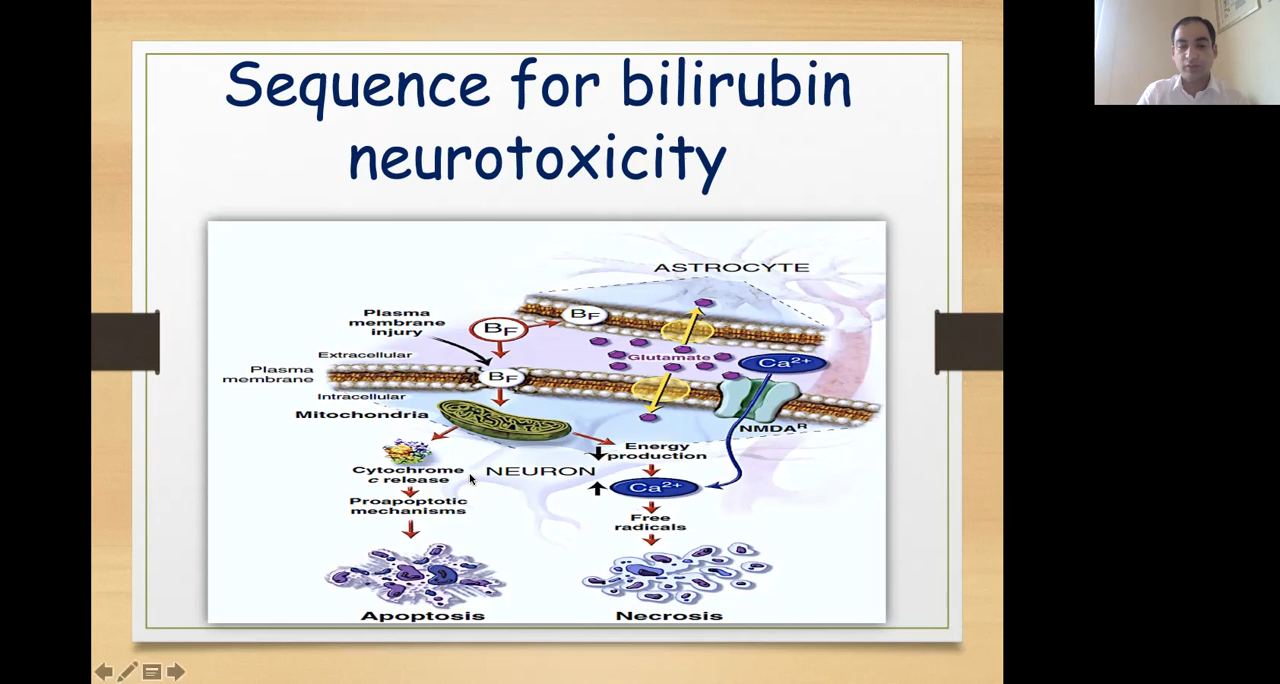 Sequence for bilirubin
neurotoxicity
ASTROCYTE
Plasma
membrane
injury
BF
BF
Extracellular
Plasma
membrane
BF
Intracellular
Glutamate
Ca2+
Mitochondria
NMDAR
Energy
production
Cytochrome
c release
NEURON
Ca2+
Proapoptotic
mechanisms
Free
radicals
Apoptosis
Necrosis